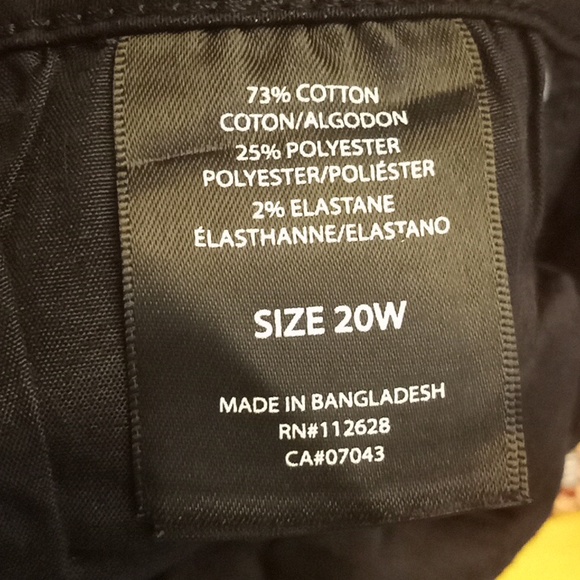 73% COTTON
COTON/ALGODON
25% POLYESTER
POLYESTER/POLIÉSTER
2% ELASTANE
ÉLASTHANNE/ELASTANO
SIZE 20W
MADE IN BANGLADESH
RN#112628
CA#07043